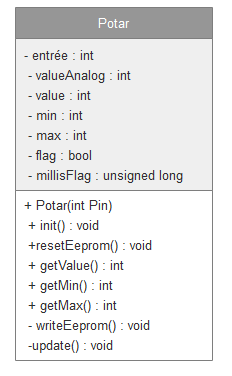 Potar
- entrée : int
- valueAnalog : int
- value : int
- min : int
- max : int
- flag : bool
- millisFlag : unsigned long
+ Potar(int Pin)
+ init() : void
+resetEeprom() : void
+ getValue() : int
+ getMin() : int
+ getMax() : int
- writeEeprom() : void
-update() : void